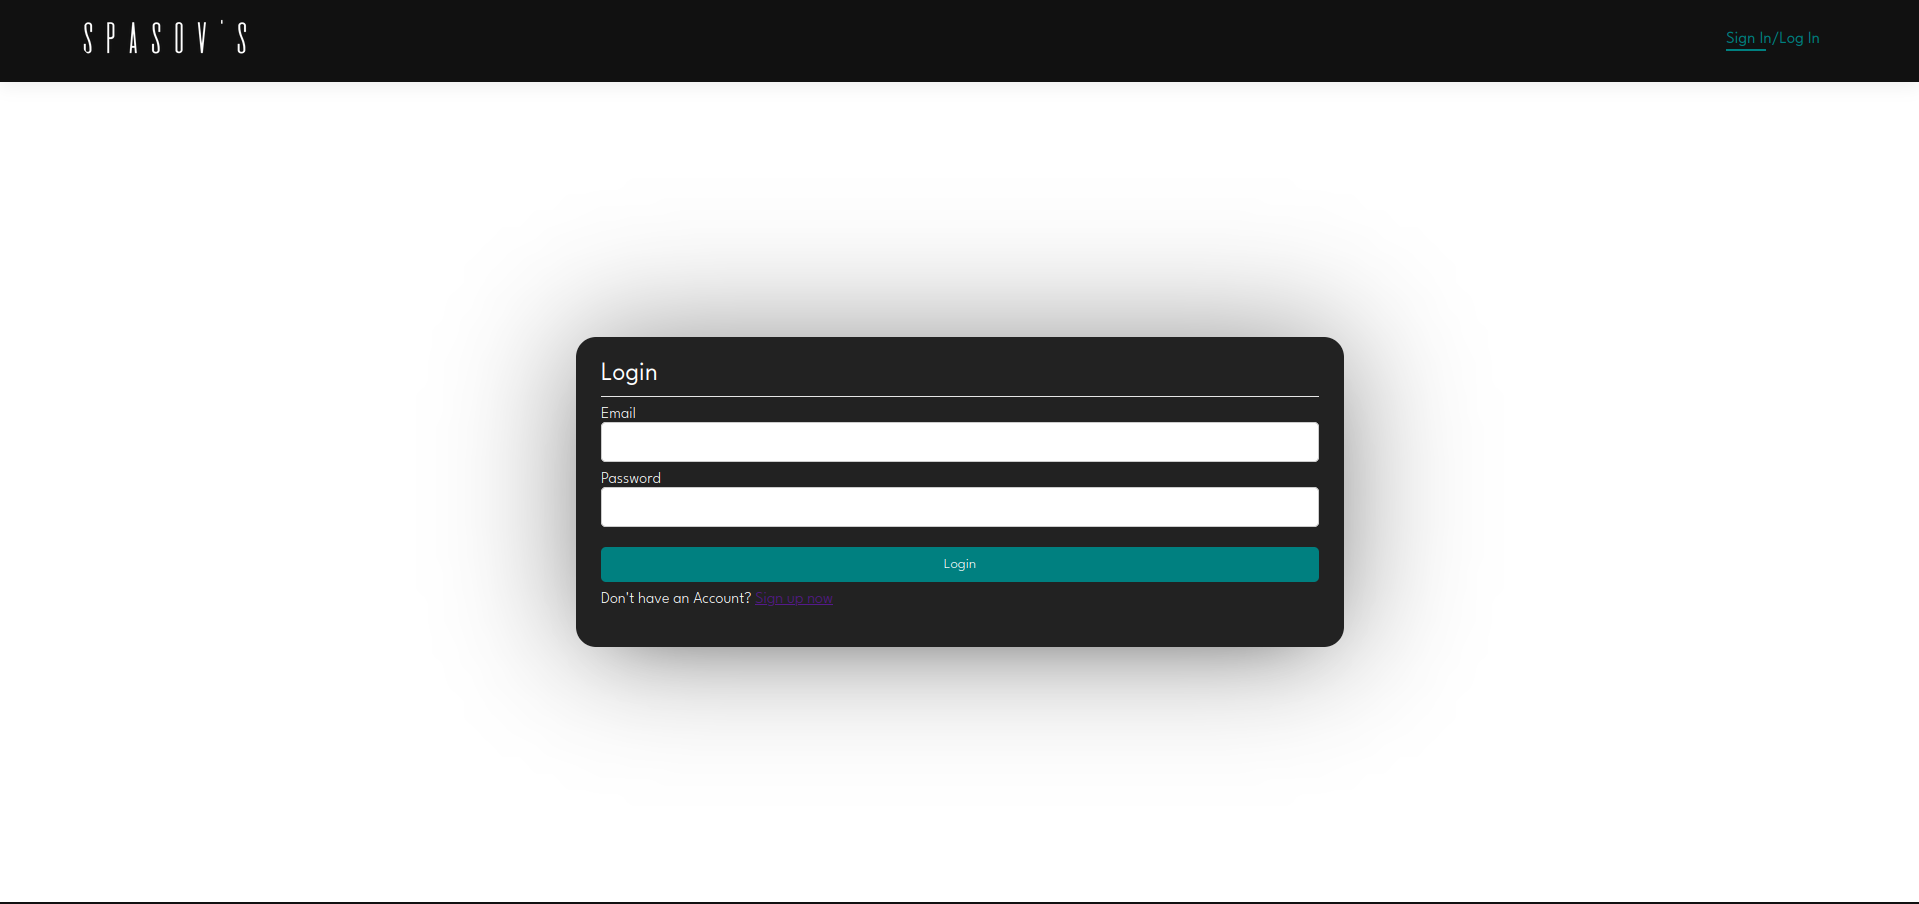 SPASOV'S
Sign In/Log In
Login
Email
Password
Login
Don't have an Account? Sign up now